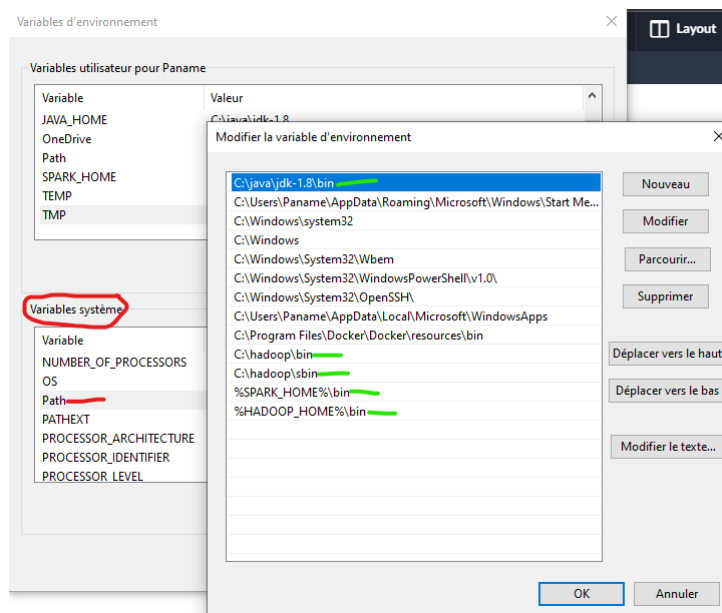 Variables d'environnement
Layout
Variables utilisateur pour Paname
Variable Valeur
JAVA_HOME C:\java\jdk-1.8
OneDrive
Path
SPARK_HOME
TEMP
TMP
Variables système
Variable
NUMBER_OF_PROCESSORS
OS
Path
PATHEXT
PROCESSOR_ARCHITECTURE
PROCESSOR_IDENTIFIER
PROCESSOR_LEVEL
Modifier la variable d'environnement
C:\java\jdk-1.8\bin
C:\Users\Paname\AppData\Roaming\Microsoft\Windows\Start Me...
C:\Windows\system32
C:\Windows
C:\Windows\System32\Wbem
C:\Windows\System32\WindowsPowerShell\v1.0\
C:\Windows\System32\OpenSSH\
C:\Users\Paname\AppData\Local\Microsoft\WindowsApps
C:\Program Files\Docker\Docker\resources\bin
C:\hadoop\bin
C:\hadoop\sbin
%SPARK_HOME%\bin
%HADOOP_HOME%\bin
Nouveau
Modifier
Parcourir...
Supprimer
Déplacer vers le haut
Déplacer vers le bas
Modifier le texte...
OK
Annuler